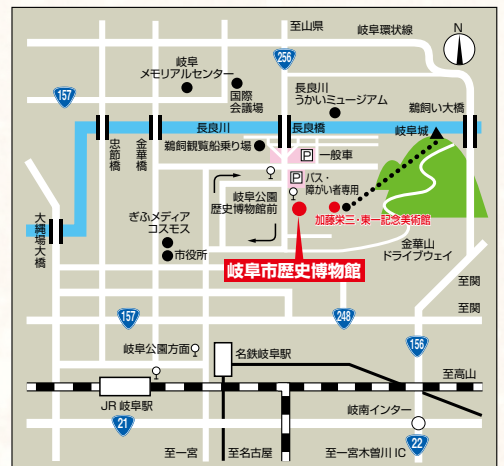 至山県
岐阜環状線
N
256
岐阜
メモリアルセンター
157
国際
会議場
長良川
うかいミュージアム
鵜飼い大橋
長良川
長良橋
岐阜城
忠節橋
金華橋
鵜飼観覧船乗り場
P 一般車
P バス・
障がい者専用
岐阜公園
歴史博物館前
加藤栄三・東一記念美術館
大縄場大橋
ぎふメディア
コスモス
市役所
金華山
ドライブウェイ
岐阜市歴史博物館
至関
至関
157
248
156
岐阜公園方面
名鉄岐阜駅
至高山
JR岐阜駅
岐南インター
21
22
至一宮
至名古屋
至一宮木曽川IC